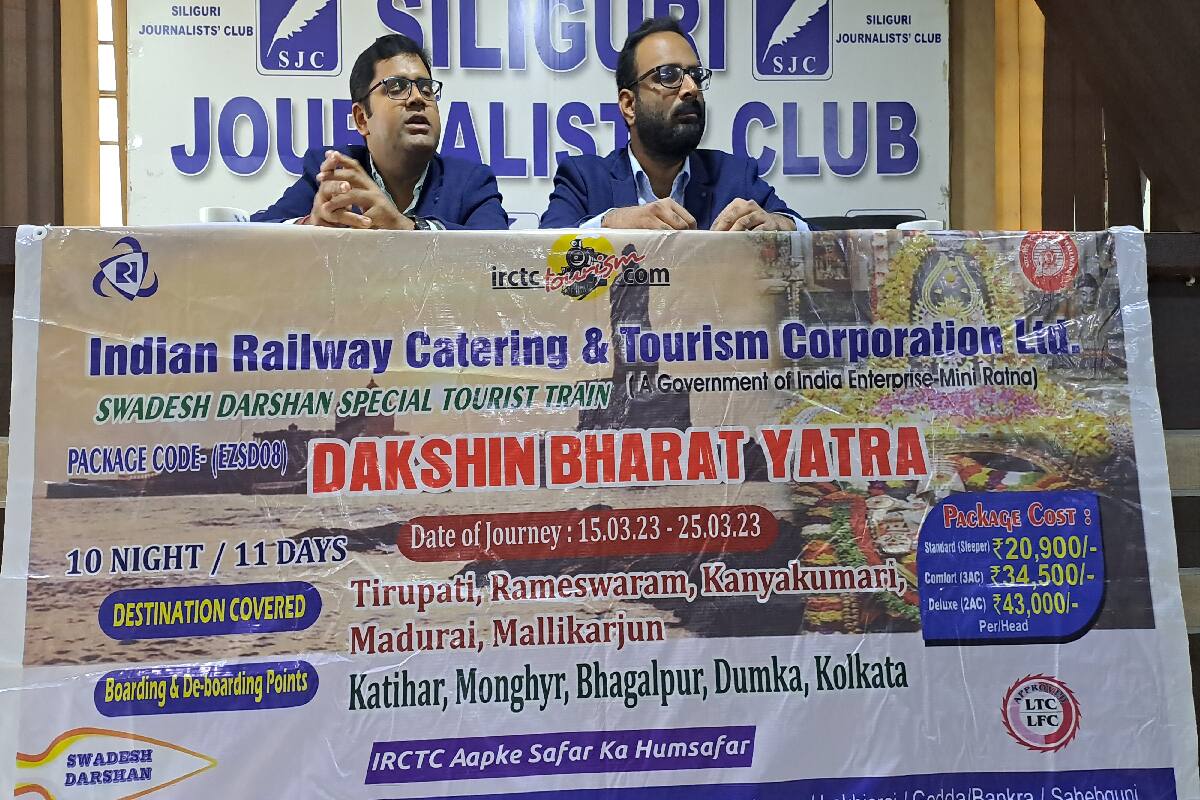 SILIGURI
JOURNALISTS' CLUB
SJC
SILIGURI
SJC
SILIGURI
JOURNALISTS' CLUB
CLUB
irctc tourism .com
Indian Railway Catering & Tourism Corporation Ltd.
(A Government of India Enterprise-Mini Ratna)
SWADESH DARSHAN SPECIAL TOURIST TRAIN
PACKAGE CODE- (EZSD08)
DAKSHIN BHARAT YATRA
Date of Journey : 15.03.23 - 25.03.23
10 NIGHT / 11 DAYS
DESTINATION COVERED
Tirupati, Rameswaram, Kanyakumari,
Madurai, Mallikarjun
Package Cost :
Standard (Sleeper) ₹20,900/-
Comfort (3AC) ₹34,500/-
Deluxe (2AC) ₹43,000/-
Per/Head
Boarding & De-boarding Points
Katihar, Monghyr, Bhagalpur, Dumka, Kolkata
APPROVED
LTC
LFC
IRCTC Aapke Safar Ka Humsafar
SWADESH
DARSHAN